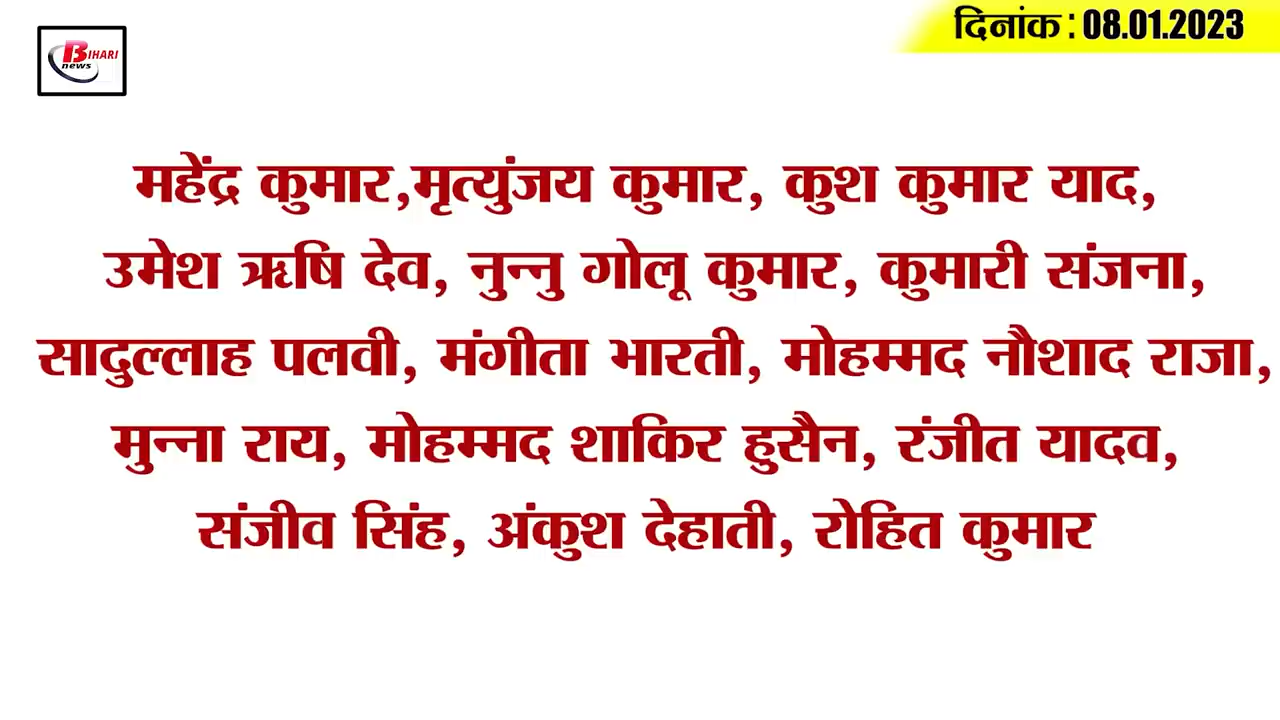 दिनांक : 08.01.2023
BIHARI
news
महेंद्र कुमार,मृत्युंजय कुमार, कुश कुमार याद,
उमेश ऋषि देव, नुन्नु गोलू कुमार, कुमारी संजना,
सादुल्लाह पलवी, मंगीता भारती, मोहम्मद नौशाद राजा,
मुन्ना राय, मोहम्मद शाकिर हुसैन, रंजीत यादव,
संजीव सिंह, अंकुश देहाती, रोहित कुमार